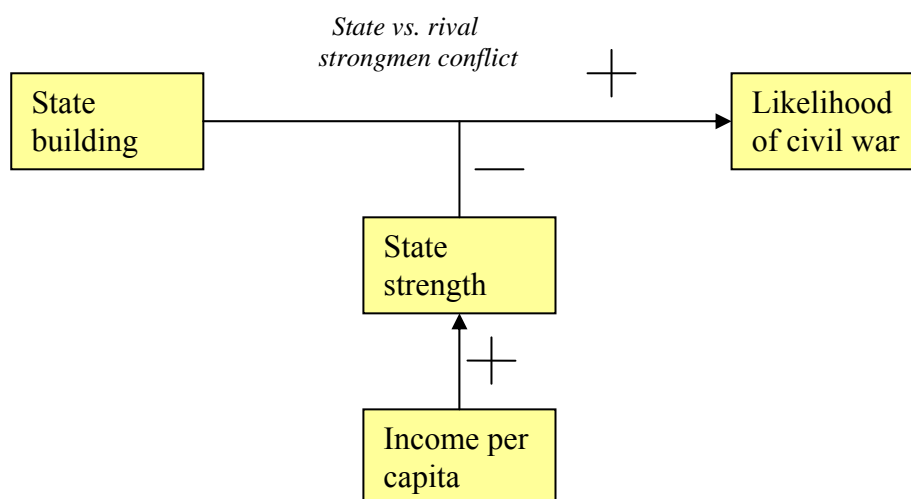 State vs. rival
strongmen conflict
+
State
building
Likelihood
of civil war
—
State
strength
+
Income per
capita